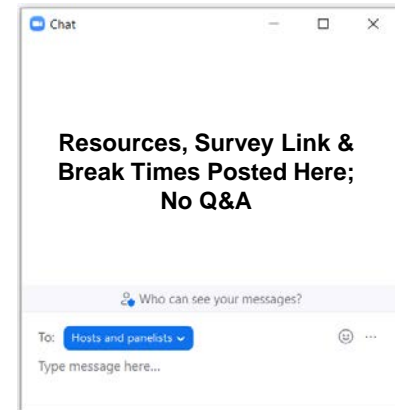 Chat
Resources, Survey Link &
Break Times Posted Here;
No Q&A
Who can see your messages?
To: Hosts and panelists
Type message here...